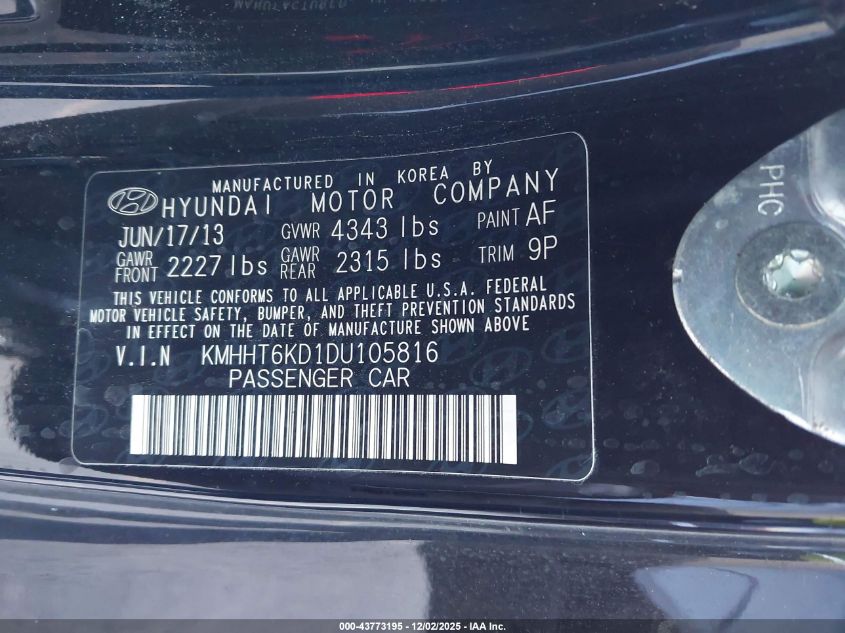 MANUFACTURED IN KOREA BY
HYUNDAI MOTOR COMPANY
JUN/17/13 GVWR 4343 lbs PAINT AF
GAWR FRONT 2227 lbs GAWR REAR 2315 lbs TRIM 9P
THIS VEHICLE CONFORMS TO ALL APPLICABLE U.S.A. FEDERAL
MOTOR VEHICLE SAFETY, BUMPER, AND THEFT PREVENTION STANDARDS
IN EFFECT ON THE DATE OF MANUFACTURE SHOWN ABOVE
V.I.N KMHHT6KD1DU105816
PASSENGER CAR
PHC
000-43773195 - 12/02/2025 - IAA Inc.